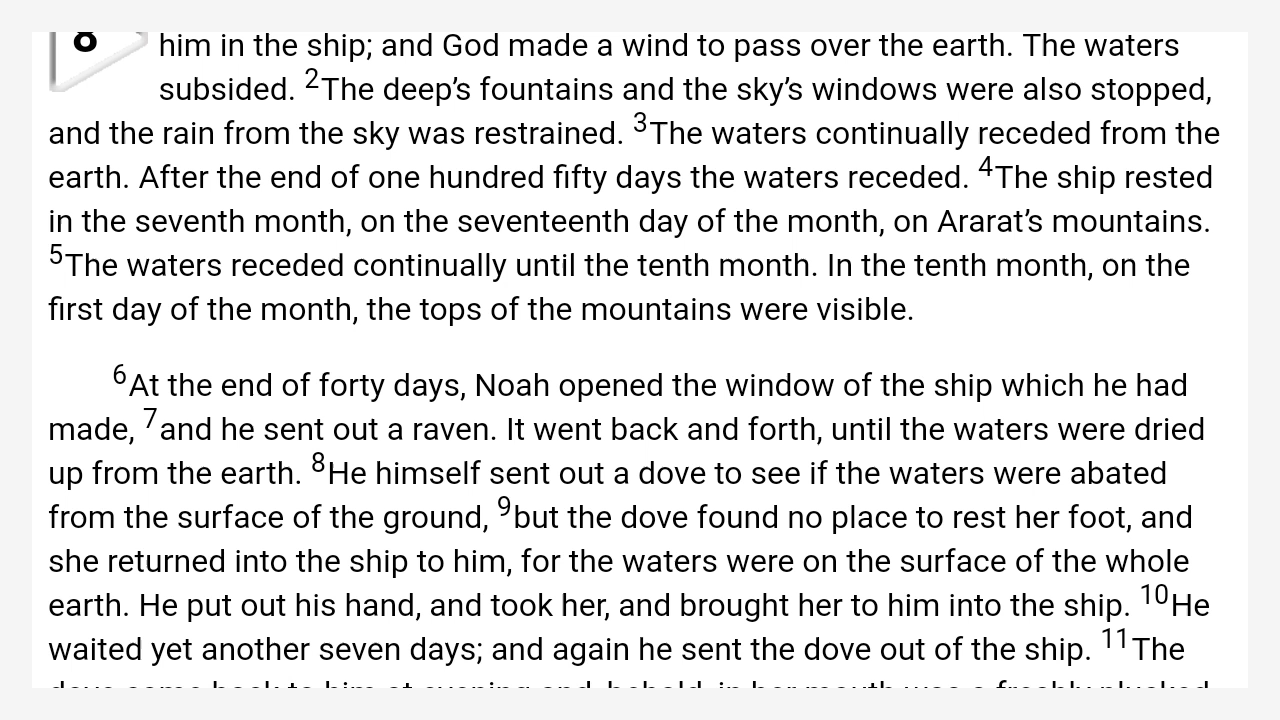 8 him in the ship; and God made a wind to pass over the earth. The waters
subsided. 2The deep’s fountains and the sky’s windows were also stopped,
and the rain from the sky was restrained. 3The waters continually receded from the
earth. After the end of one hundred fifty days the waters receded. 4The ship rested
in the seventh month, on the seventeenth day of the month, on Ararat’s mountains.
5The waters receded continually until the tenth month. In the tenth month, on the
first day of the month, the tops of the mountains were visible.
6At the end of forty days, Noah opened the window of the ship which he had
made, 7and he sent out a raven. It went back and forth, until the waters were dried
up from the earth. 8He himself sent out a dove to see if the waters were abated
from the surface of the ground, 9but the dove found no place to rest her foot, and
she returned into the ship to him, for the waters were on the surface of the whole
earth. He put out his hand, and took her, and brought her to him into the ship. 10He
waited yet another seven days; and again he sent the dove out of the ship. 11The